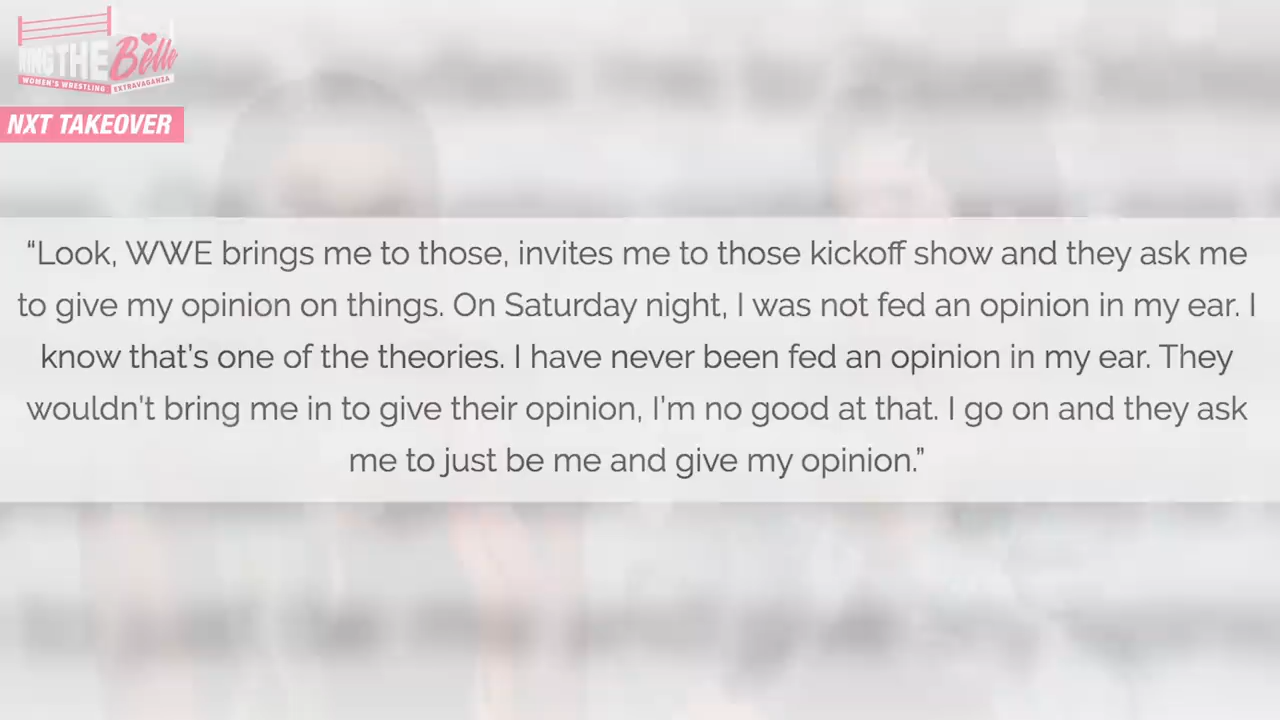 RING THE Belle
WOMEN'S WRESTLING EXTRAVAGANZA
NXT TAKEOVER
“Look, WWE brings me to those, invites me to those kickoff show and they ask me
to give my opinion on things. On Saturday night, I was not fed an opinion in my ear. I
know that’s one of the theories. I have never been fed an opinion in my ear. They
wouldn't bring me in to give their opinion, I’m no good at that. I go on and they ask
me to just be me and give my opinion.”